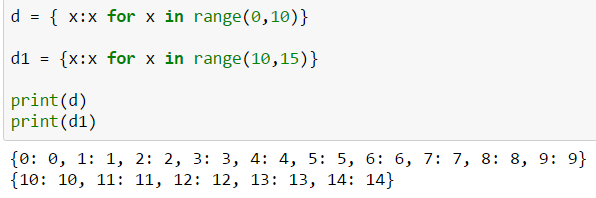 d = { x:x for x in range(0,10)}
d1 = {x:x for x in range(10,15)}
print(d)
print(d1)
{0: 0, 1: 1, 2: 2, 3: 3, 4: 4, 5: 5, 6: 6, 7: 7, 8: 8, 9: 9}
{10: 10, 11: 11, 12: 12, 13: 13, 14: 14}